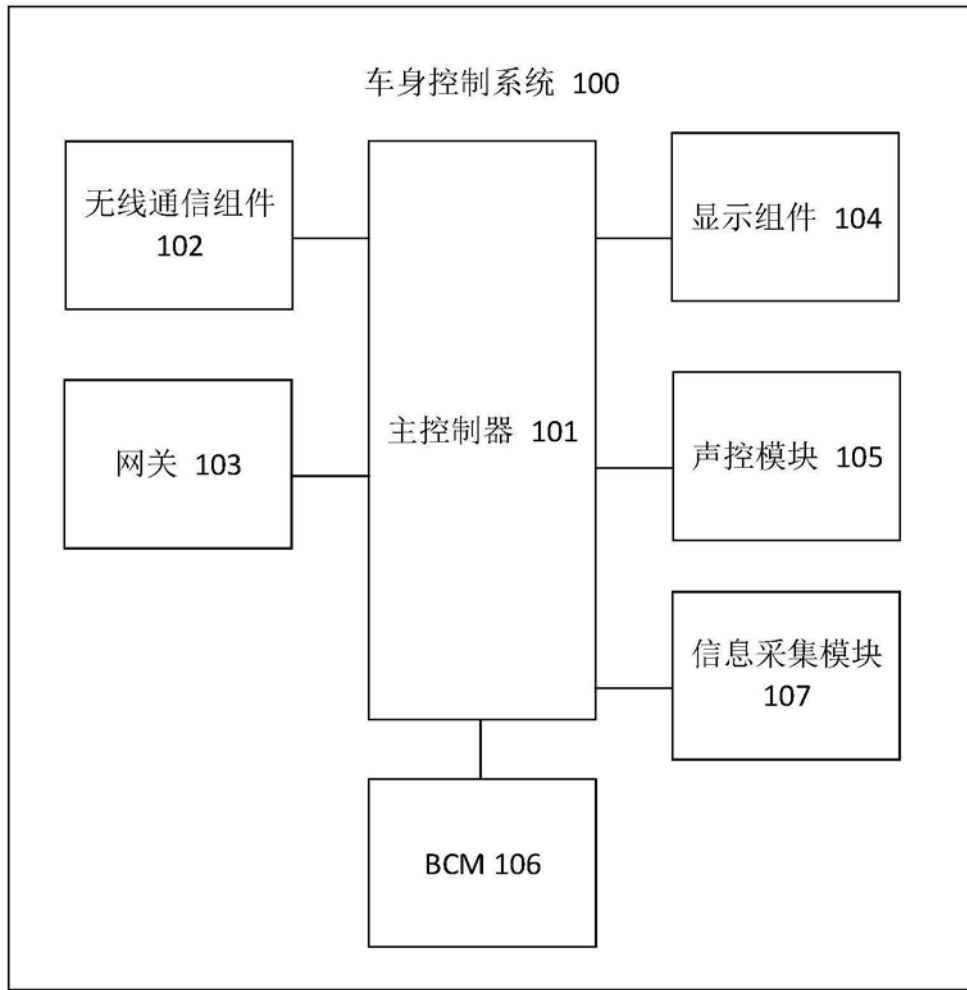 车身控制系统 100
无线通信组件
102
显示组件 104
主控制器 101
网关 103
声控模块 105
信息采集模块
107
BCM 106